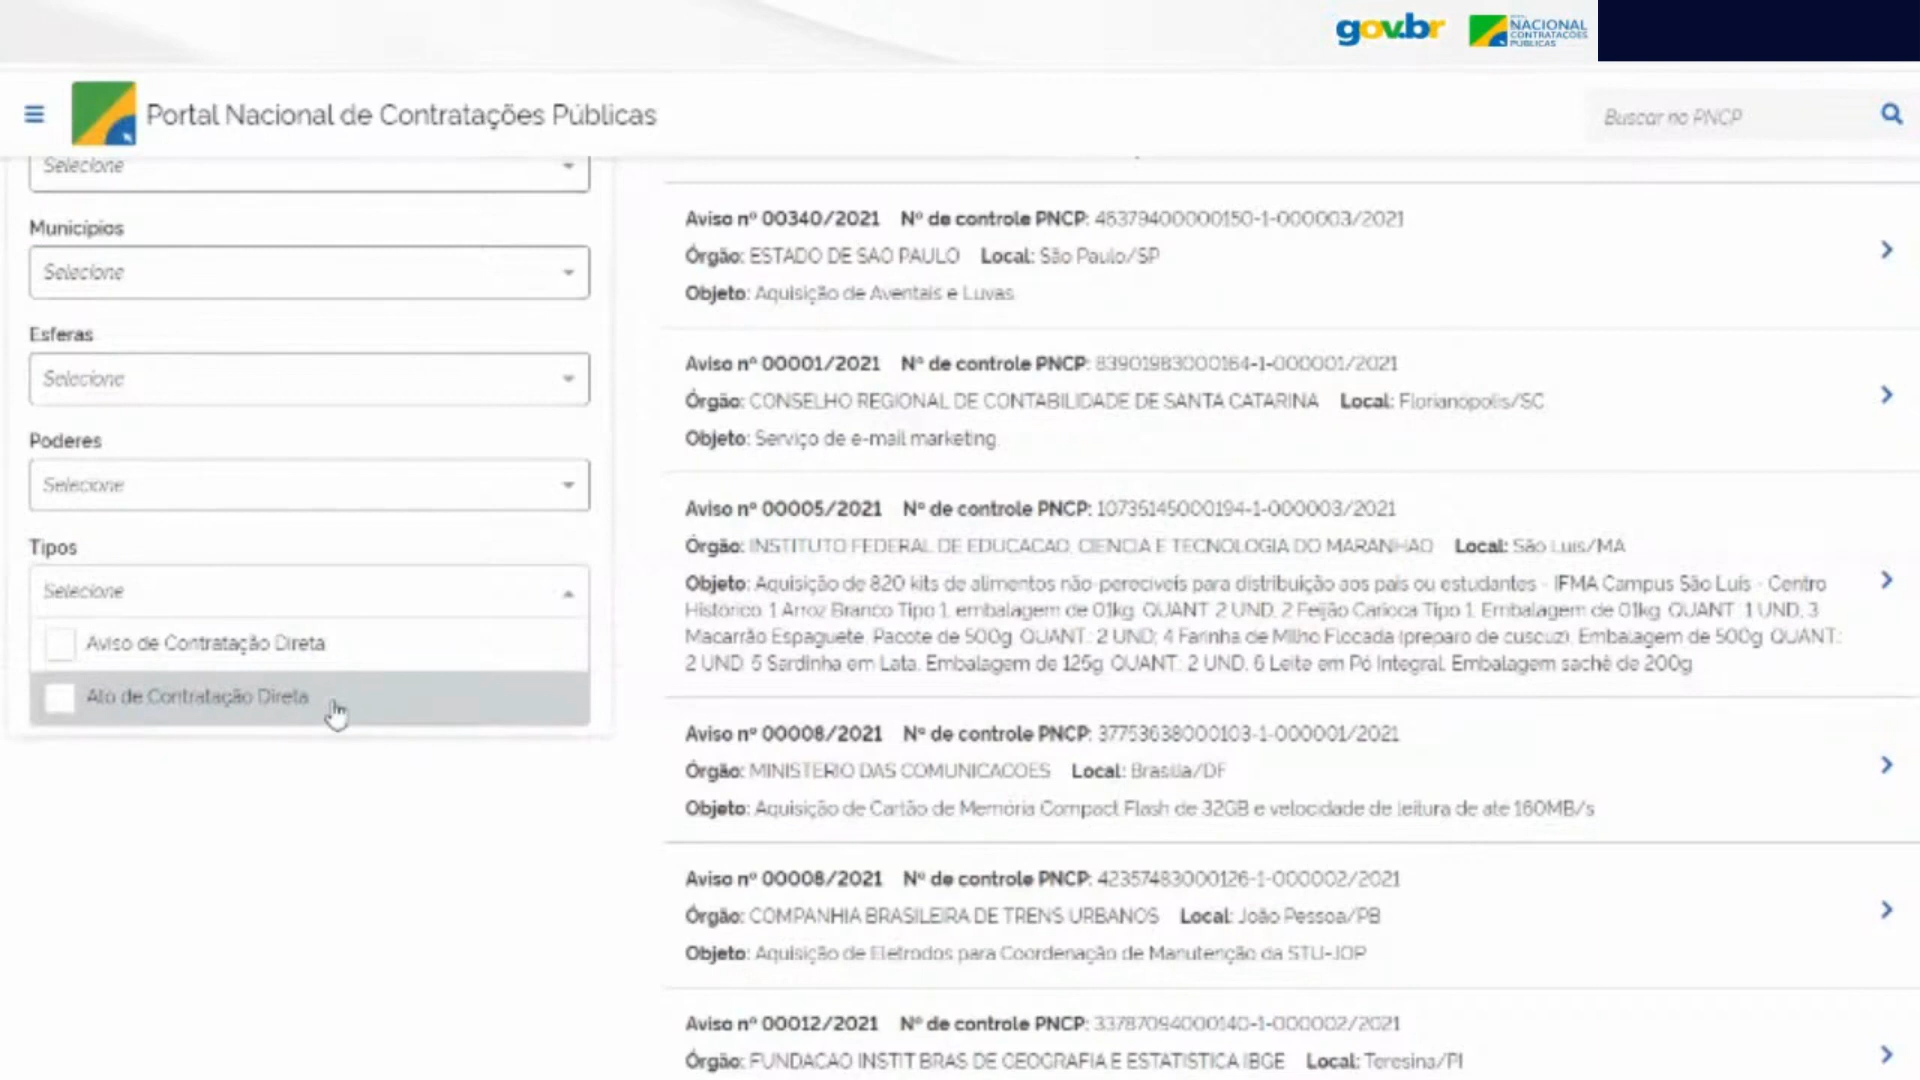 gov.br
NACIONAL
CONTRATAÇÕES
PÚBLICAS
Portal Nacional de Contratações Públicas
Buscar no PNCP
Selecione
Municípios
Selecione
Esferas
Selecione
Poderes
Selecione
Tipos
Selecione
Aviso de Contratação Direta
Ato de Contratação Direta
Aviso nº 00340/2021 Nº de controle PNCP: 46379400000150-1-000003/2021
Órgão: ESTADO DE SAO PAULO Local: São Paulo/SP
Objeto: Aquisição de Aventais e Luvas.
Aviso nº 00001/2021 Nº de controle PNCP: 83901983000164-1-000001/2021
Órgão: CONSELHO REGIONAL DE CONTABILIDADE DE SANTA CATARINA Local: Florianópolis/SC
Objeto: Serviço de e-mail marketing.
Aviso nº 00005/2021 Nº de controle PNCP: 10735145000194-1-000003/2021
Órgão: INSTITUTO FEDERAL DE EDUCACAO, CIENCIA E TECNOLOGIA DO MARANHAO Local: São Luís/MA
Objeto: Aquisição de 820 kits de alimentos não-perecíveis para distribuição aos pais ou estudantes - IFMA Campus São Luís - Centro
Histórico. 1 Arroz Branco Tipo 1, embalagem de 01kg. QUANT. 2 UND, 2 Feijão Carioca Tipo 1. Embalagem de 01kg. QUANT. 1 UND, 3
Macarrão Espaguete. Pacote de 500g. QUANT.: 2 UND; 4 Farinha de Milho Flocada (preparo de cuscuz). Embalagem de 500g. QUANT.:
2 UND. 5 Sardinha em Lata. Embalagem de 125g. QUANT.: 2 UND. 6 Leite em Pó Integral. Embalagem sachê de 200g
Aviso nº 00008/2021 Nº de controle PNCP: 37753638000103-1-000001/2021
Órgão: MINISTERIO DAS COMUNICACOES Local: Brasília/DF
Objeto: Aquisição de Cartão de Memória Compact Flash de 32GB e velocidade de leitura de até 160MB/s
Aviso nº 00008/2021 Nº de controle PNCP: 42357483000126-1-000002/2021
Órgão: COMPANHIA BRASILEIRA DE TRENS URBANOS Local: João Pessoa/PB
Objeto: Aquisição de Eletrodos para Coordenação de Manutenção da STU-JOP
Aviso nº 00012/2021 Nº de controle PNCP: 33787094000140-1-000002/2021
Órgão: FUNDACAO INSTIT BRAS DE GEOGRAFIA E ESTATISTICA IBGE Local: Teresina/PI